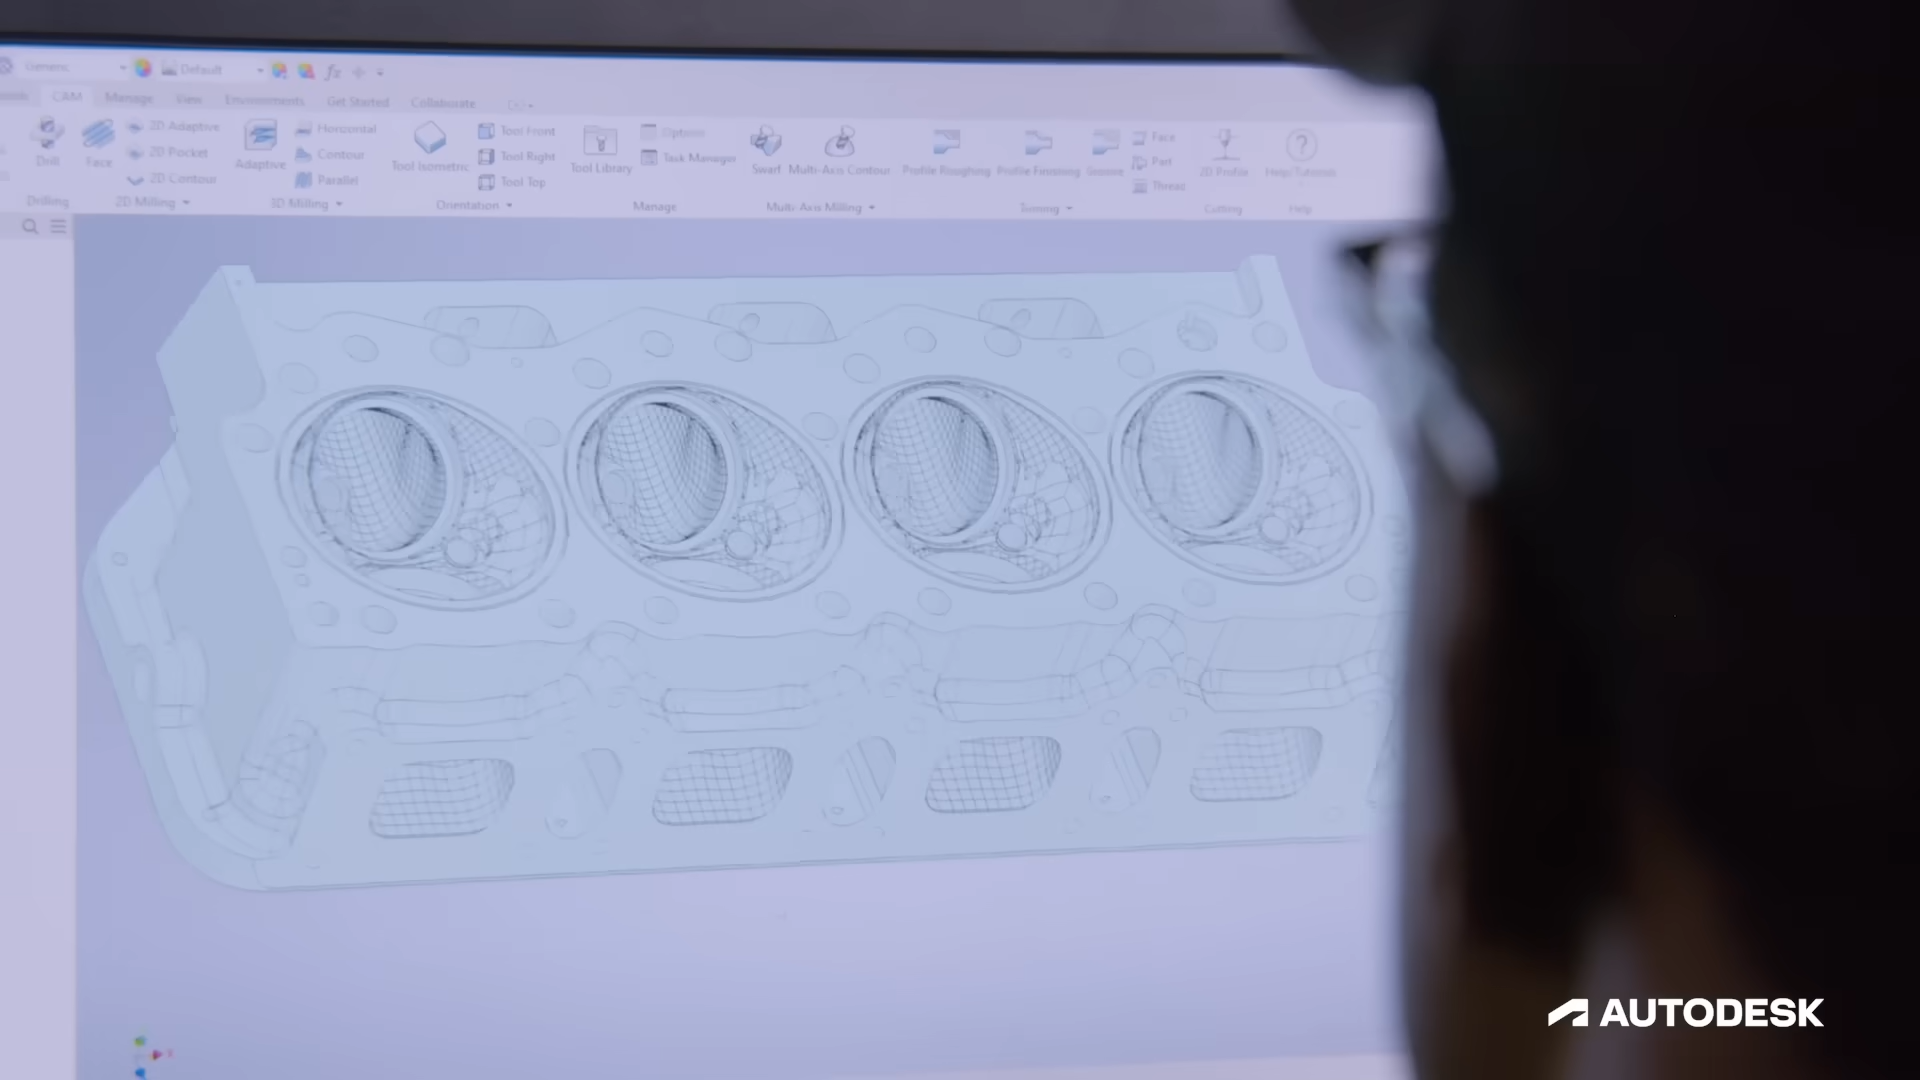 Generic Default fx
CAM Manage View Environments Get Started Collaborate
Drill Face 2D Adaptive 2D Pocket 2D Contour
Adaptive Horizontal Contour Parallel
Tool Isometric Tool Front Tool Right Tool Top
Tool Library Options Task Manager
Swarf Multi-Axis Contour
Profile Roughing Profile Finishing Groove Face Part Thread
2D Profile
Help/Tutorials
Drilling 2D Milling 3D Milling Orientation Manage Multi-Axis Milling Turning Cutting Help
X
AUTODESK